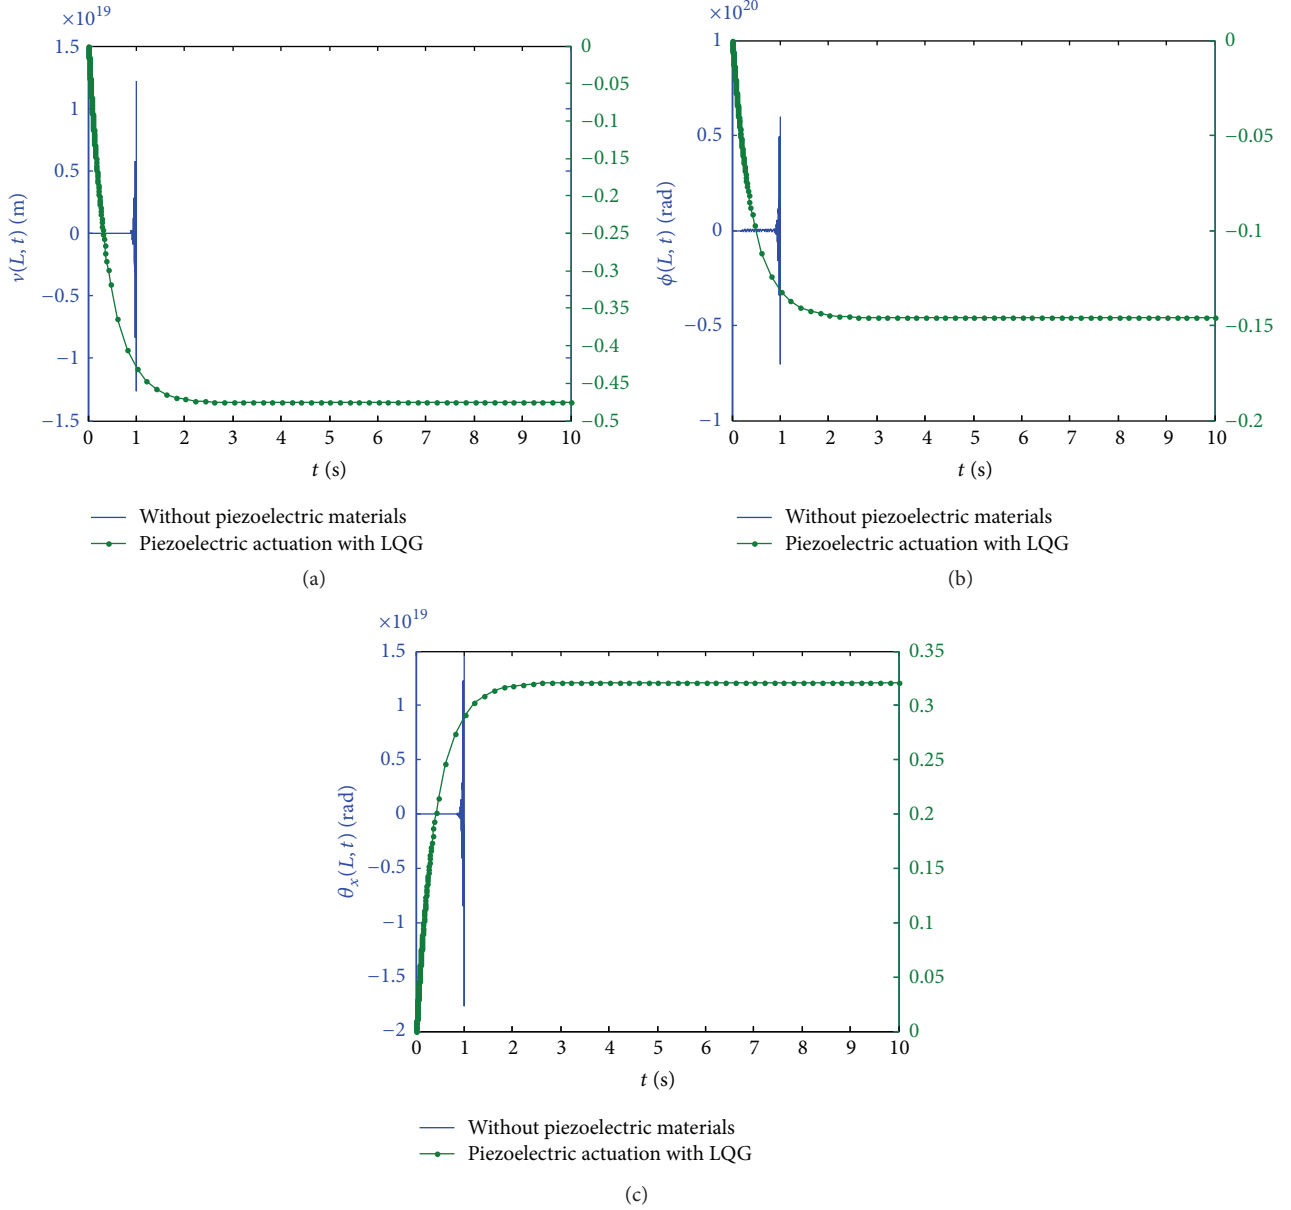 ×10¹⁹
1.5
1
0.5
0
−0.5
−1
−1.5
ν(L, t) (m)
0
−0.05
−0.1
−0.15
−0.2
−0.25
−0.3
−0.35
−0.4
−0.45
−0.5
0 1 2 3 4 5 6 7 8 9 10
t (s)
Without piezoelectric materials
Piezoelectric actuation with LQG
(a)
×10²⁰
1
0.5
0
−0.5
−1
ϕ(L, t) (rad)
0
−0.05
−0.1
−0.15
−0.2
0 1 2 3 4 5 6 7 8 9 10
t (s)
Without piezoelectric materials
Piezoelectric actuation with LQG
(b)
×10¹⁹
1.5
1
0.5
0
−0.5
−1
−1.5
−2
θₓ(L, t) (rad)
0.35
0.3
0.25
0.2
0.15
0.1
0.05
0
0 1 2 3 4 5 6 7 8 9 10
t (s)
Without piezoelectric materials
Piezoelectric actuation with LQG
(c)